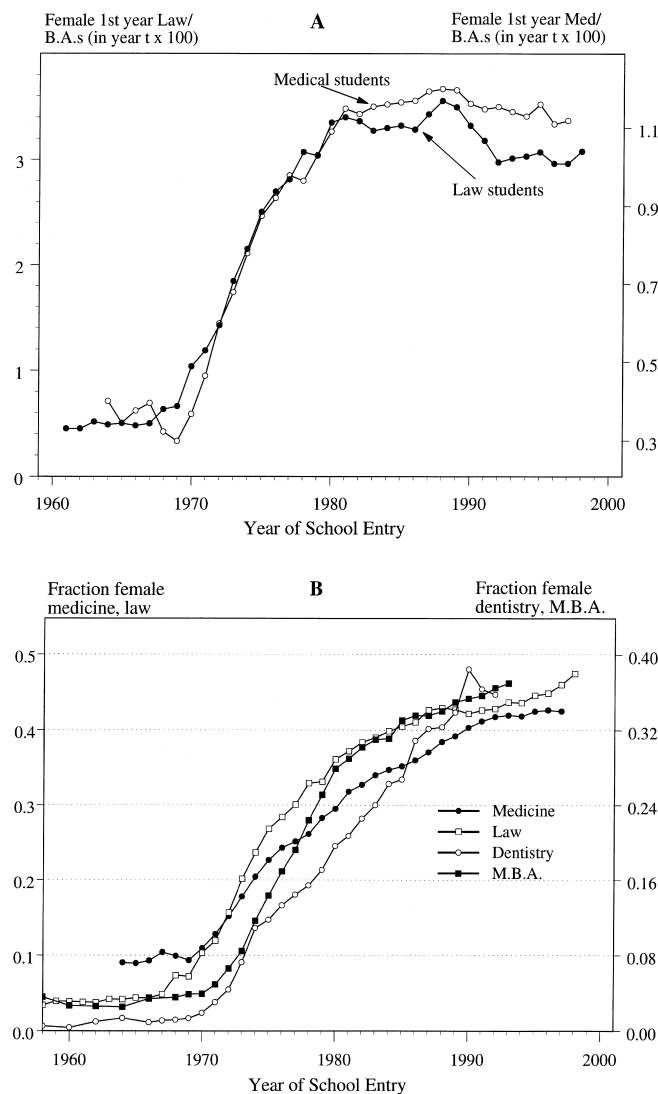 Female 1st year Law/
B.A.s (in year t x 100)
A
Female 1st year Med/
B.A.s (in year t x 100)
Medical students
Law students
3
2
1
0
1.1
0.9
0.7
0.5
0.3
1960 1970 1980 1990 2000
Year of School Entry
Fraction female
medicine, law
B
Fraction female
dentistry, M.B.A.
0.5
0.4
0.3
0.2
0.1
0.0
0.40
0.32
0.24
0.16
0.08
0.00
Medicine
Law
Dentistry
M.B.A.
1960 1970 1980 1990 2000
Year of School Entry